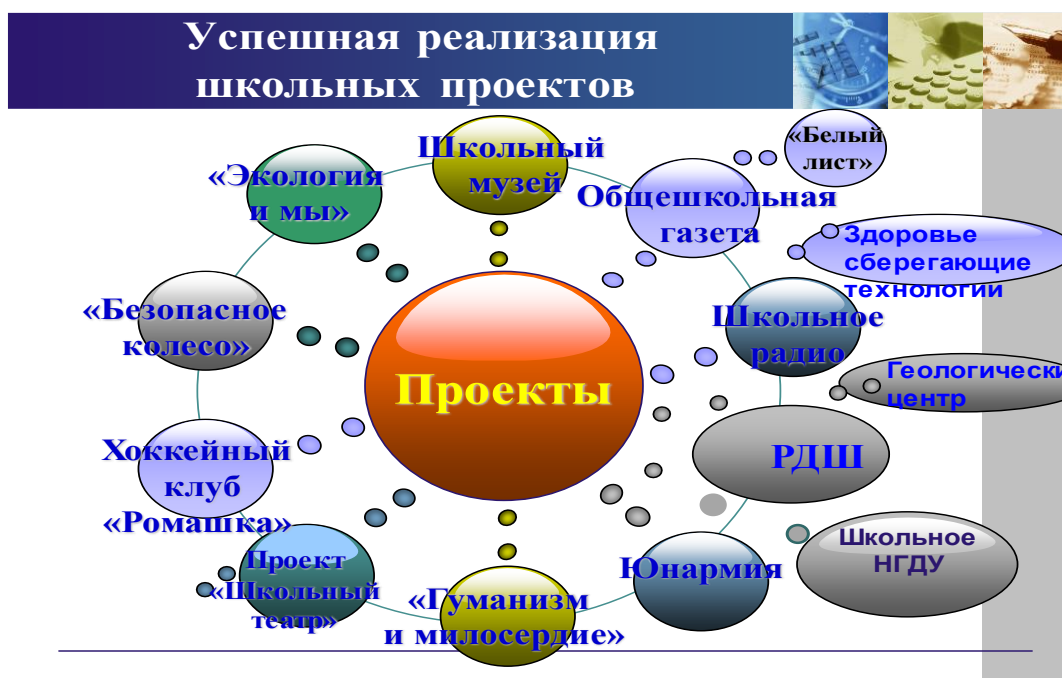 Успешная реализация
школьных проектов
Школьный
музей
«Белый
лист»
«Экология
и мы»
Общешкольная
газета
Здоровье
сберегающие
технологии
«Безопасное
колесо»
Школьное
радио
Проекты
Геологически
центр
Хоккейный
клуб
«Ромашка»
РДШ
Школьное
НГДУ
Проект
«Школьный
театр»
«Гуманизм
и милосердие»
Юнармия